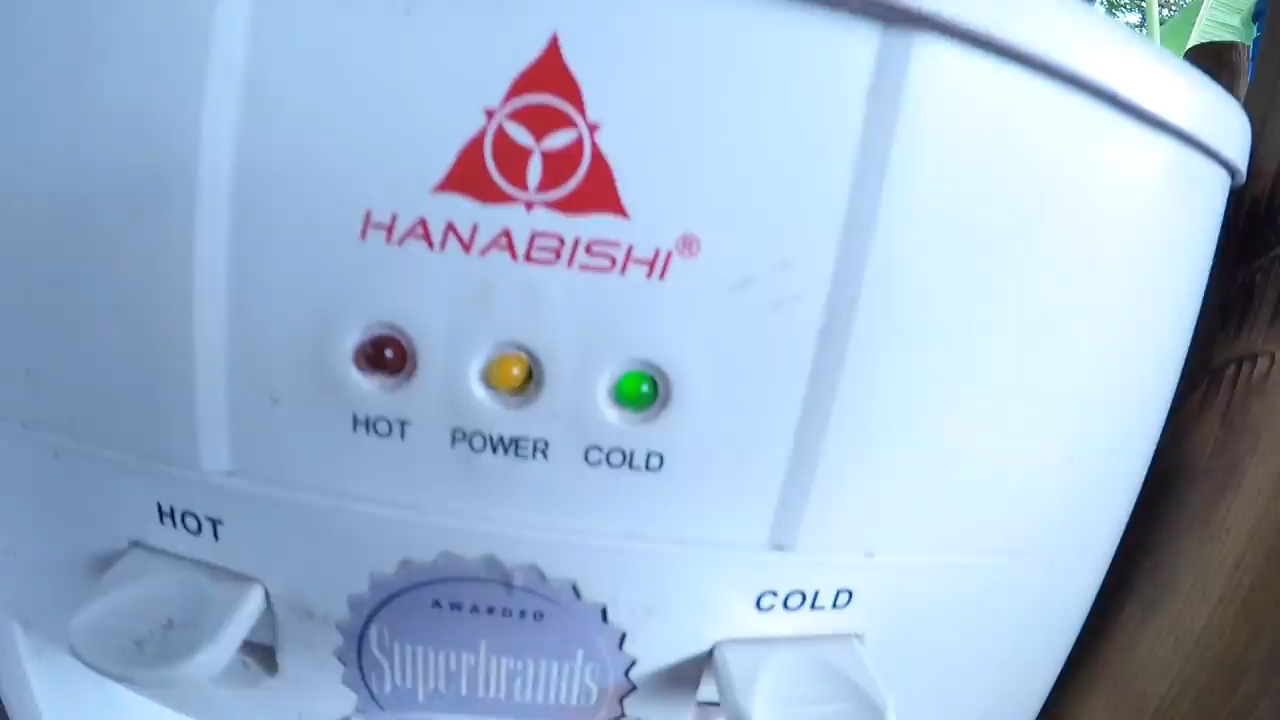 HANABISHI®
HOT POWER COLD
HOT
COLD
AWARDED
Superbrands